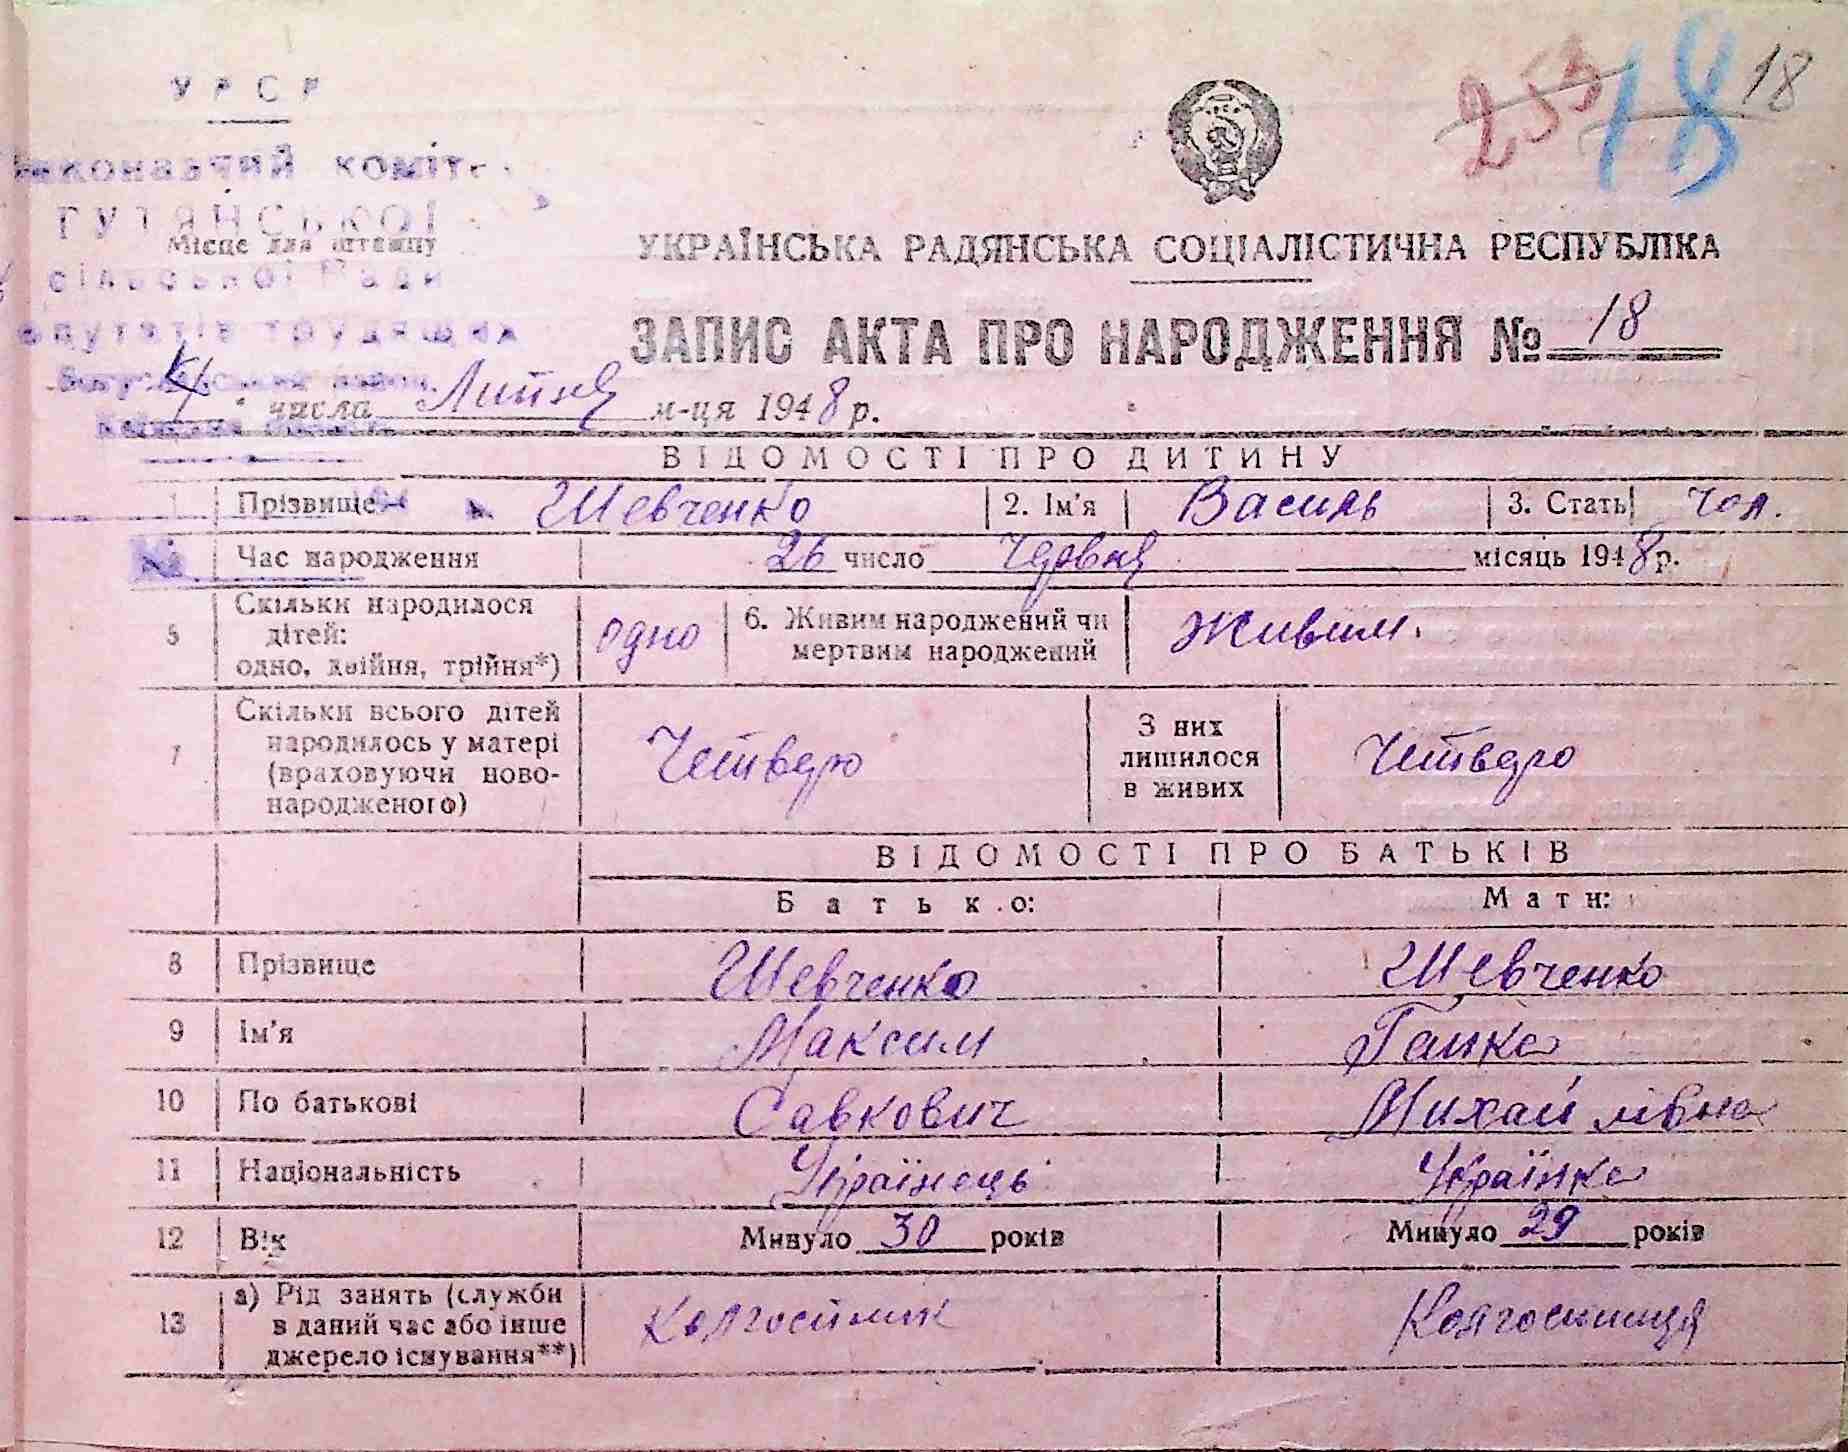 УРСР
253 18 18
виконавчий коміте
ГУТЯНСЬКОЇ
Місце для штампу
сільської Ради
депутатів трудящих
УКРАЇНСЬКА РАДЯНСЬКА СОЦІАЛІСТИЧНА РЕСПУБЛІКА
ЗАПИС АКТА ПРО НАРОДЖЕННЯ № 18
числа Липня м-ця 1948 р.
ВІДОМОСТІ ПРО ДИТИНУ
1 Прізвище Шевченко 2. Ім'я Василь 3. Стать чол.
Час народження 26 число Червня місяць 1948 р.
5 Скільки народилося
дітей:
одно, двійня, трійня*)
одно
6. Живим народжений чи
мертвим народжений
живим.
7 Скільки всього дітей
народилось у матері
(враховуючи ново-
народженого)
Четверо
З них
лишилося
в живих
Четверо
ВІДОМОСТІ ПРО БАТЬКІВ
Батько: Мати:
8 Прізвище Шевченко Шевченко
9 Ім'я Максим Ганка
10 По батькові Савкович Михайлівна
11 Національність Українець Українка
12 Вік Минуло 30 років Минуло 29 років
13 а) Рід занять (служби
в даний час або інше
джерело існування**)
Колгоспник Колгоспниця